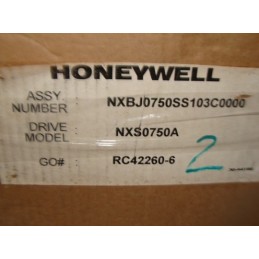 HONEYWELL
ASSY NUMBER NXBJ0750SS103C0000
DRIVE MODEL NXS0750A
GO# RC42260-6
2